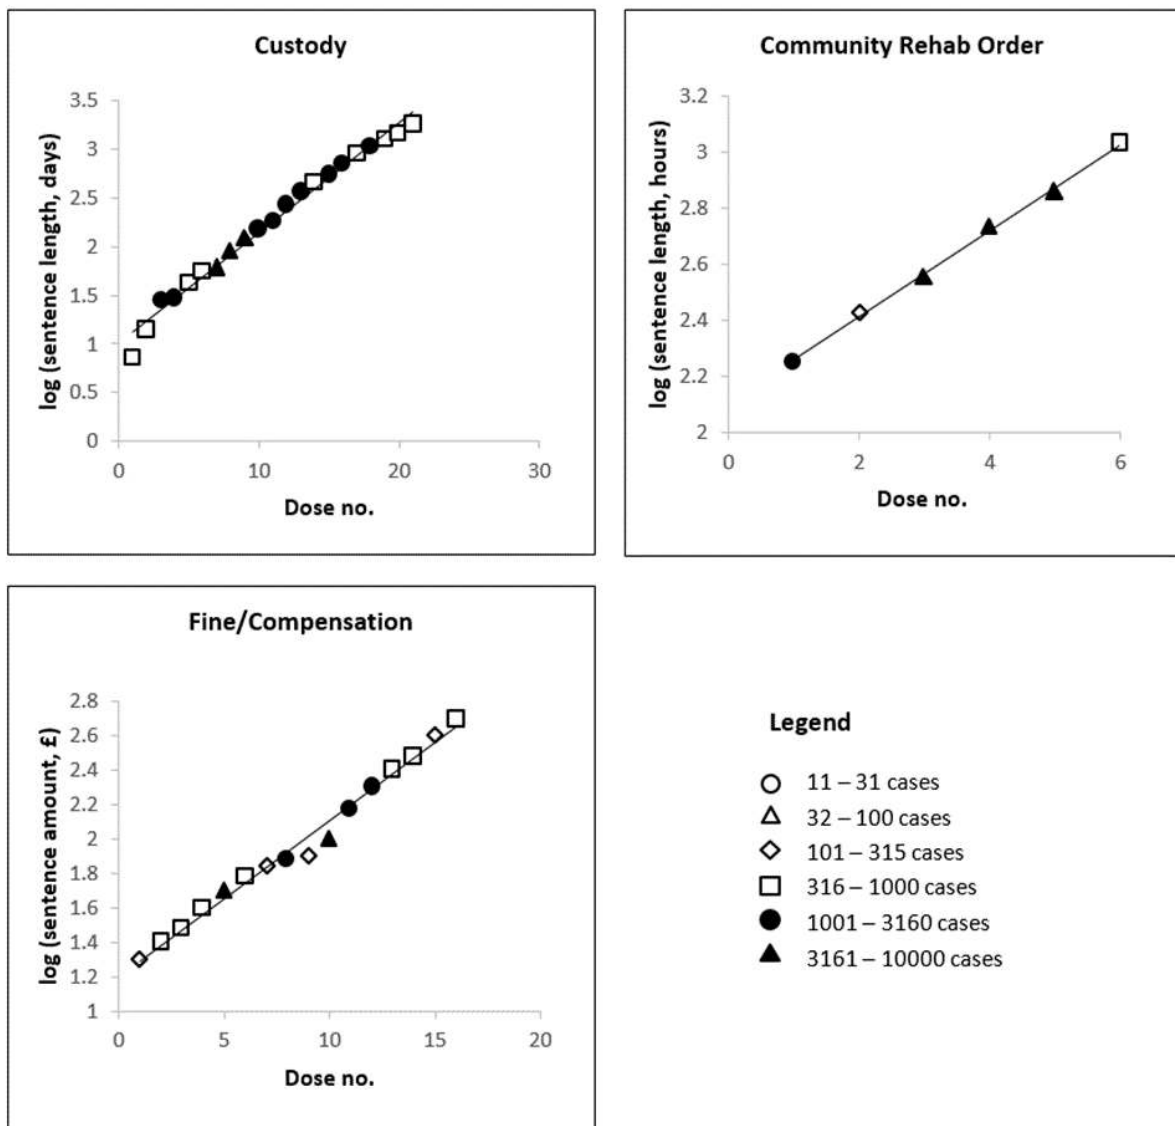 Custody
log (sentence length, days)
3.5
3
2.5
2
1.5
1
0.5
0
0 10 20 30
Dose no.
Community Rehab Order
log (sentence length, hours)
3.2
3
2.8
2.6
2.4
2.2
2
0 2 4 6
Dose no.
Fine/Compensation
log (sentence amount, £)
2.8
2.6
2.4
2.2
2
1.8
1.6
1.4
1.2
1
0 5 10 15 20
Dose no.
Legend
11 – 31 cases
32 – 100 cases
101 – 315 cases
316 – 1000 cases
1001 – 3160 cases
3161 – 10000 cases